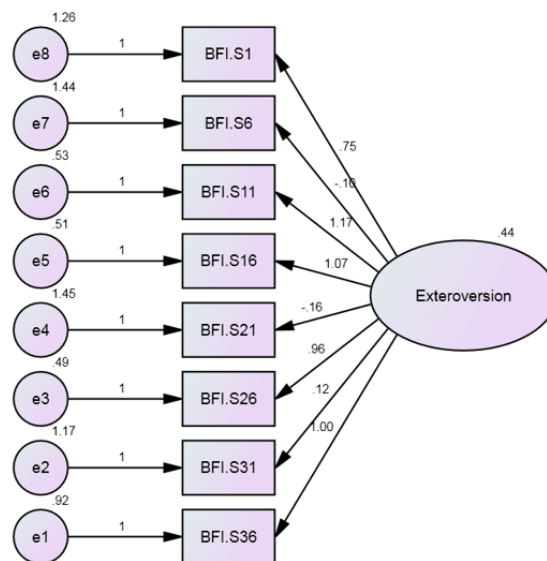 1.26
e8 1 BFI.S1
1.44
e7 1 BFI.S6 .75
.53
e6 1 BFI.S11 -.10
.51 1.17 .44
e5 1 BFI.S16 1.07
1.45 Exteroversion
e4 1 BFI.S21 -.16
.49 .96
e3 1 BFI.S26 .12
1.17 1.00
e2 1 BFI.S31
.92
e1 1 BFI.S36